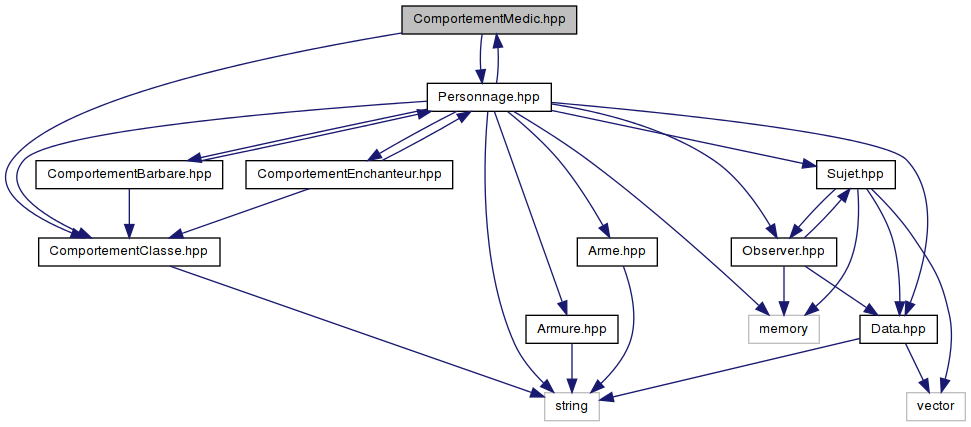 ComportementMedic.hpp
Personnage.hpp
ComportementBarbare.hpp
ComportementEnchanteur.hpp
Sujet.hpp
ComportementClasse.hpp
Arme.hpp
Observer.hpp
Armure.hpp
memory
Data.hpp
string
vector